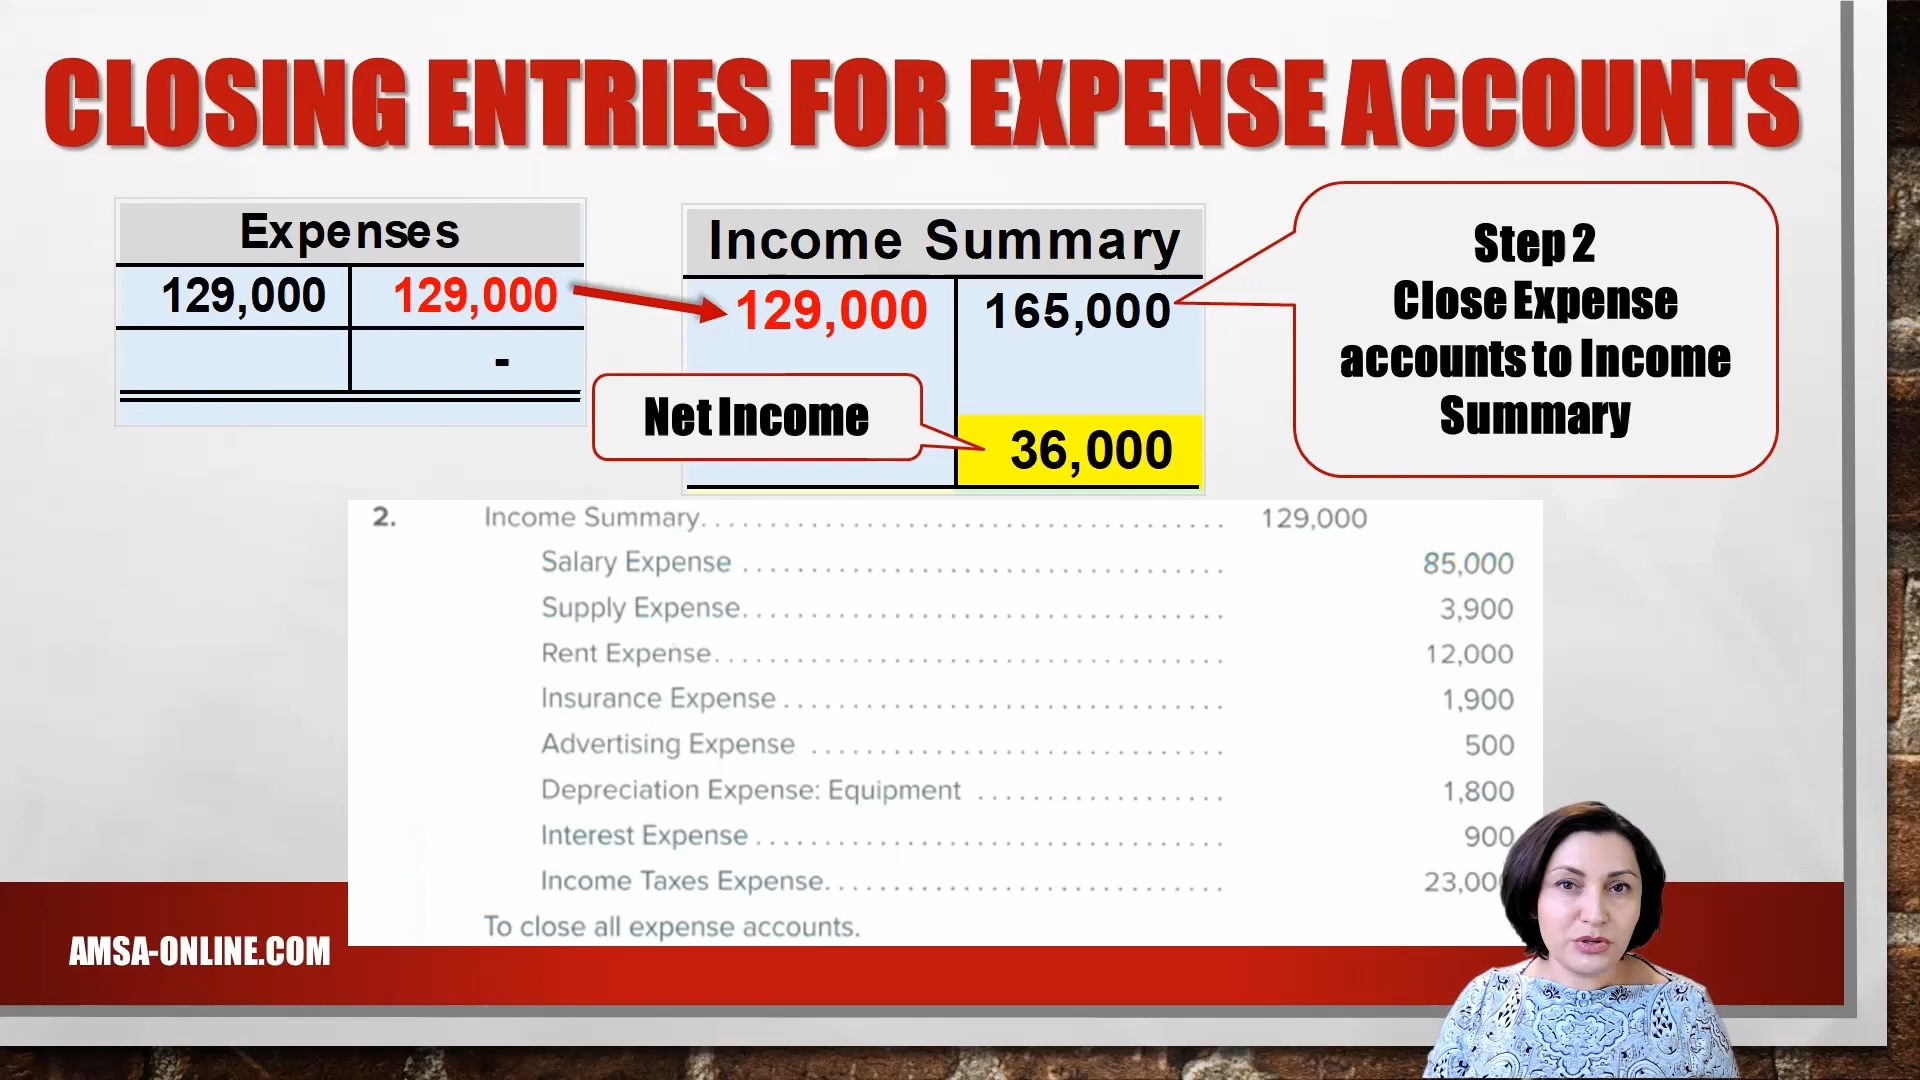 CLOSING ENTRIES FOR EXPENSE ACCOUNTS
Expenses
129,000 129,000
-
Income Summary
129,000 165,000
36,000
Net Income
Step 2
Close Expense
accounts to Income
Summary
2. Income Summary 129,000
Salary Expense 85,000
Supply Expense 3,900
Rent Expense 12,000
Insurance Expense 1,900
Advertising Expense 500
Depreciation Expense: Equipment 1,800
Interest Expense 900
Income Taxes Expense
To close all expense accounts.
AMSA-ONLINE.COM